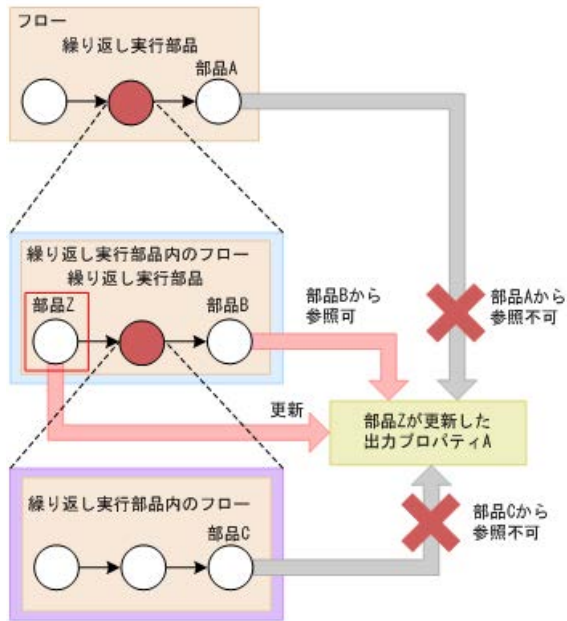 フロー
繰り返し実行部品
部品A
繰り返し実行部品内のフロー
繰り返し実行部品
部品Z
部品B
部品Bから
参照可
部品Aから
参照不可
更新
部品Zが更新した
出力プロパティA
繰り返し実行部品内のフロー
部品C
部品Cから
参照不可